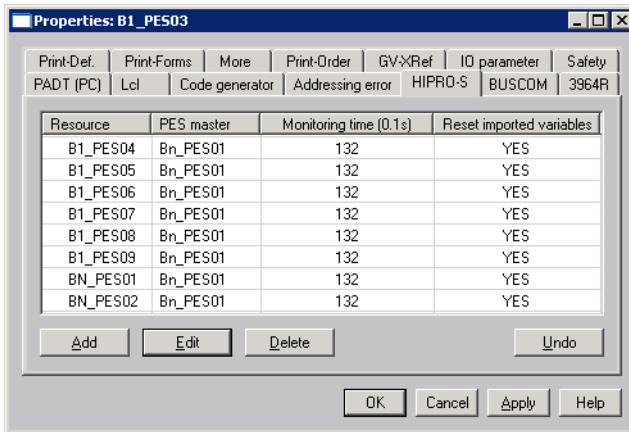 Properties: B1_PES03
Print-Def. Print-Forms More Print-Order GV-XRef IO parameter Safety
PADT (PC) Lcl Code generator Addressing error HIPRO-S BUSCOM 3964R
Resource PES master Monitoring time (0.1s) Reset imported variables
B1_PES04 Bn_PES01 132 YES
B1_PES05 Bn_PES01 132 YES
B1_PES06 Bn_PES01 132 YES
B1_PES07 Bn_PES01 132 YES
B1_PES08 Bn_PES01 132 YES
B1_PES09 Bn_PES01 132 YES
BN_PES01 Bn_PES01 132 YES
BN_PES02 Bn_PES01 132 YES
Add Edit Delete Undo
OK Cancel Apply Help